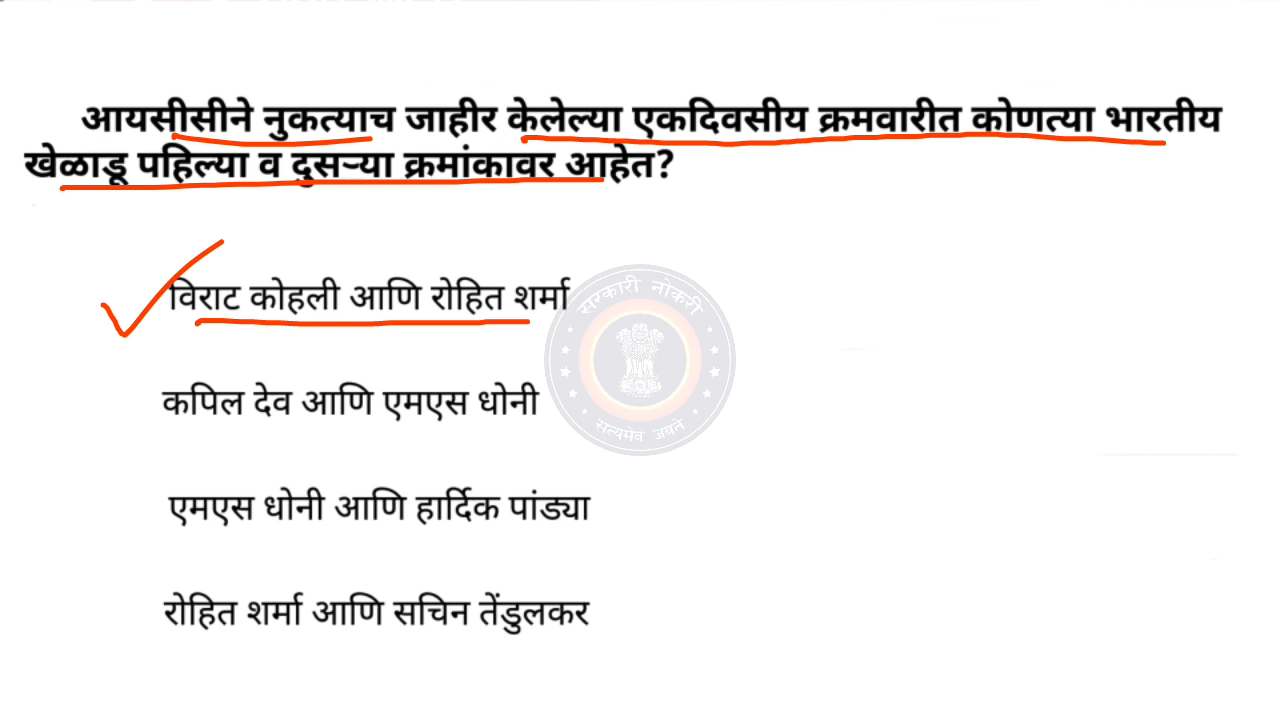 आयसीसीने नुकत्याच जाहीर केलेल्या एकदिवसीय क्रमवारीत कोणत्या भारतीय
खेळाडू पहिल्या व दुसऱ्या क्रमांकावर आहेत?
विराट कोहली आणि रोहित शर्मा
सरकारी नोकरी
कपिल देव आणि एमएस धोनी
सत्यमेव जयते
एमएस धोनी आणि हार्दिक पांड्या
रोहित शर्मा आणि सचिन तेंडुलकर